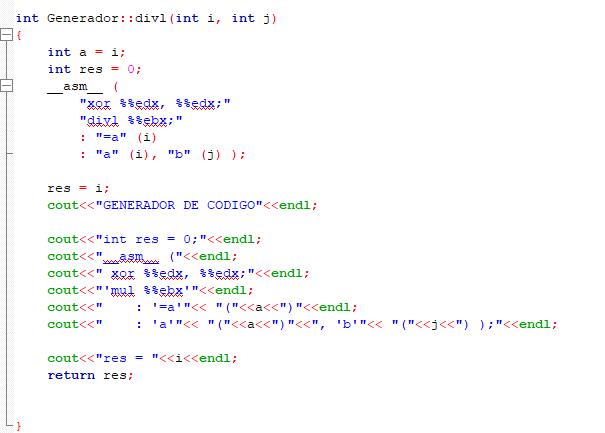 int Generador::divl(int i, int j)
{
int a = i;
int res = 0;
__asm__ (
"xor %%edx, %%edx;"
"divl %%ebx;"
: "=a" (i)
: "a" (i), "b" (j) );
res = i;
cout<<"GENERADOR DE CODIGO"<<endl;
cout<<"int res = 0;"<<endl;
cout<<"__asm__ ("<<endl;
cout<<" xor %%edx, %%edx;"<<endl;
cout<<"'mul %%ebx'"<<endl;
cout<<"    : '=a'"<< "("<<a<<")"<<endl;
cout<<"    : 'a'"<< "("<<a<<")"<<", 'b'"<< "("<<j<<") );"<<endl;
cout<<"res = "<<i<<endl;
return res;
}